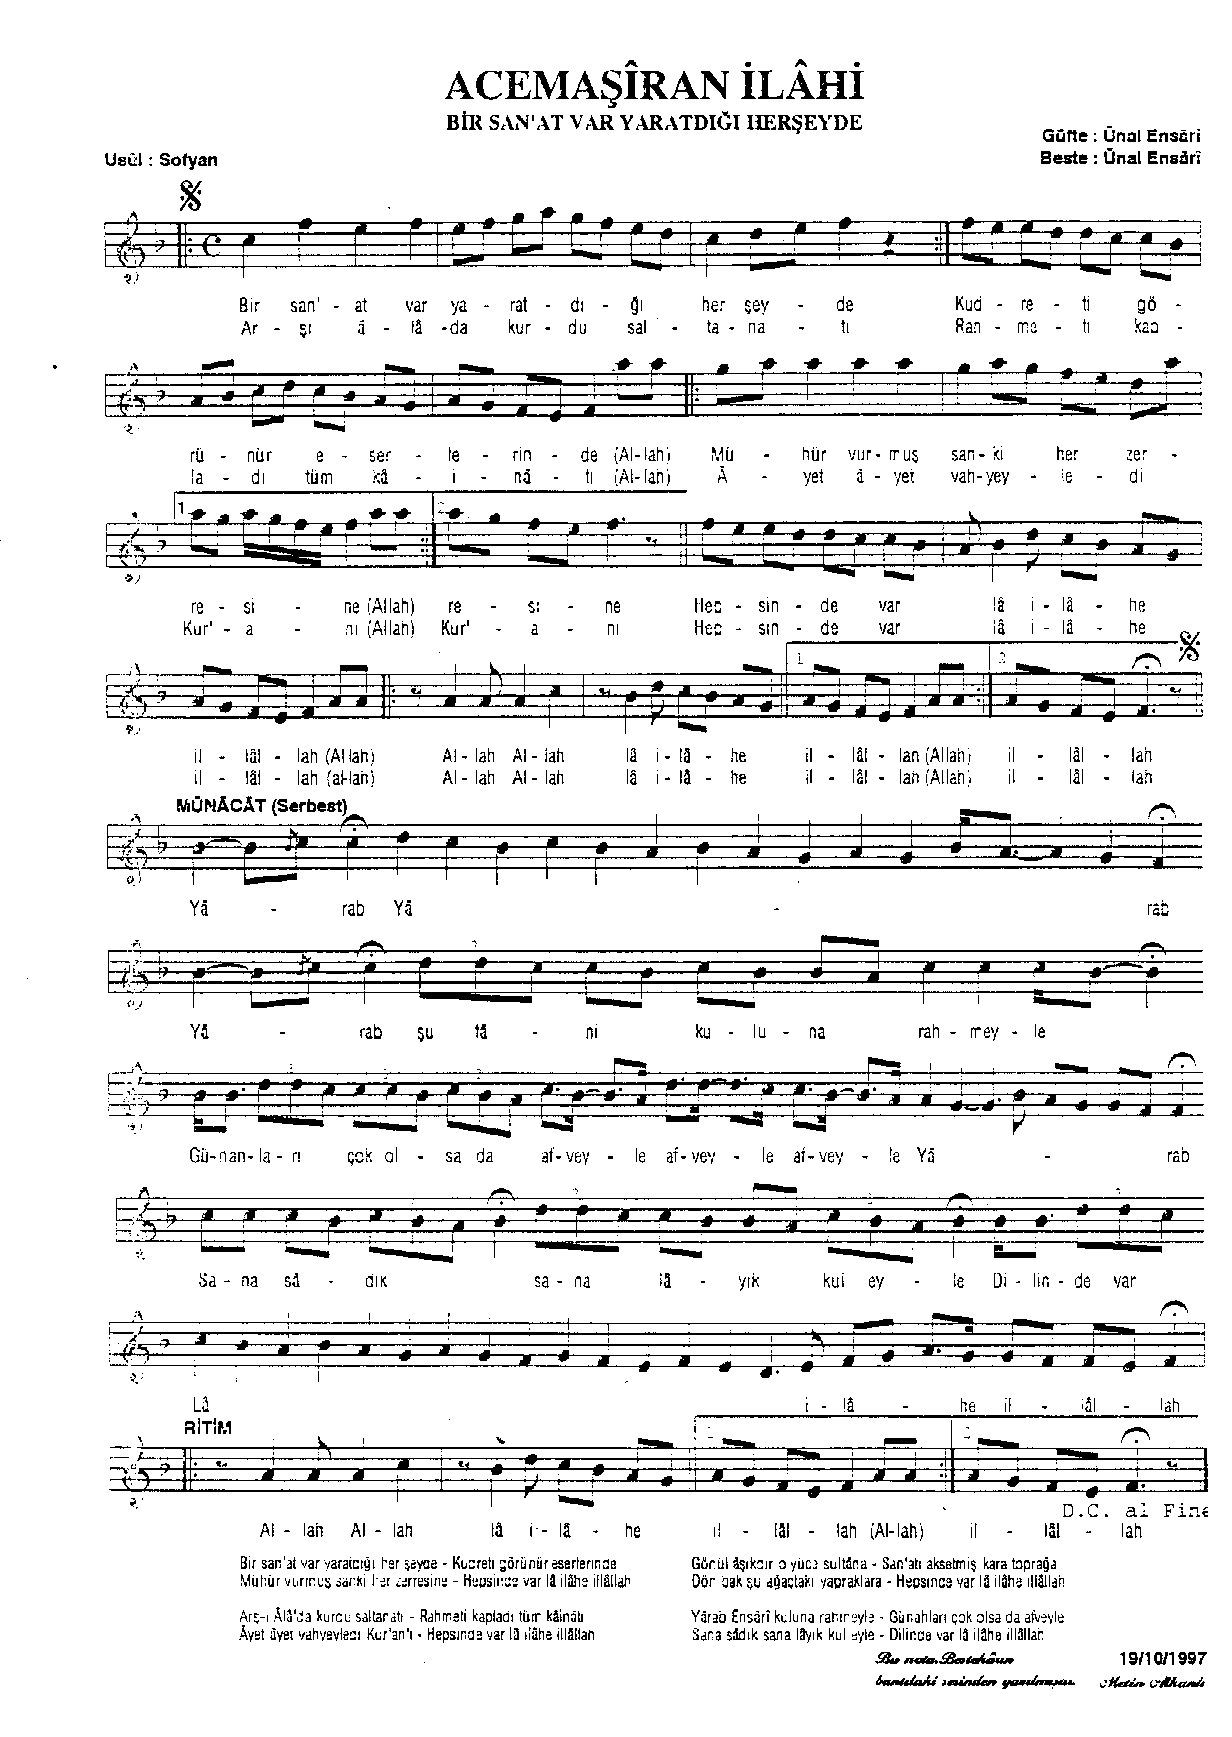 ACEMAŞÎRAN İLÂHİ
BİR SAN'AT VAR YARATDIĞI HERŞEYDE
Güfte : Ünal Ensâri
Usûl : Sofyan
Beste : Ünal Ensârî
Bir san' - at var ya - rat - dı - ğı her şey - de Kud - re - ti gö -
Ar - şı â - lâ -da kur - du sal - ta - na - tı Rah - me - ti kap -
rü - nür e - ser - le - rin - de (Al-lah) Mü - hür vur- muş san- ki her zer -
la - dı tüm kâ - i - nâ - tı (Al-lah) Â - yet â - yet vah-yey - le - di
1 2
re - si - ne (Allah) re - si - ne Hep - sin - de var lâ i - lâ - he
Kur' - a - nı (Allah) Kur' - a - nı Hep - sin - de var lâ i - lâ - he
1 2
il - lâl - lah (Allah) Al - lah Al - lah lâ i - lâ - he il - lâl - lah (Allah) il - lâl - lah
il - lâl - lah (al-lah) Al - lah Al - lah lâ i - lâ - he il - lâl - lah (Allah) il - lâl - lah
MÜNÂCÂT (Serbest)
Yâ - rab Yâ - rab
Yâ - rab şu fâ - ni ku - lu - na rah - mey - le
Gü-nah-la - rı çok ol - sa da af-vey - le af-vey - le af-vey - le Yâ - rab
Sa - na sâ - dık sa - na lâ - yık kul ey - le Di - lin - de var
Lâ i - lâ - he il - lâl - lah
RİTİM
D.C. al Fine
Al - lah Al - lah lâ i - lâ - he il - lâl - lah (Al-lah) il - lâl - lah
Bir san'at var yaratdığı her şeyde - Kudreti görünür eserlerinde
Mühür vurmuş sanki her zerresine - Hepsinde var lâ ilâhe illâllah
Gönül âşıkdır o yüce sultâna - San'atı aksetmiş kara toprağa
Dön bak şu ağaçtaki yapraklara - Hepsinde var lâ ilâhe illâllah
Arş-ı Âlâ'da kurdu saltanatı - Rahmeti kapladı tüm kâinâtı
Âyet âyet vahyeyledi Kur'an'ı - Hepsinde var lâ ilâhe illâllan
Yârab Ensârî kuluna rahmeyle - Günahları çok olsa da afveyle
Sana sâdık sana lâyık kul eyle - Dilinde var lâ ilâhe illâllan
Bu nota Bestekârın 19/10/1997
bantdaki sesinden yazılmıştır. Metin Alkanlı